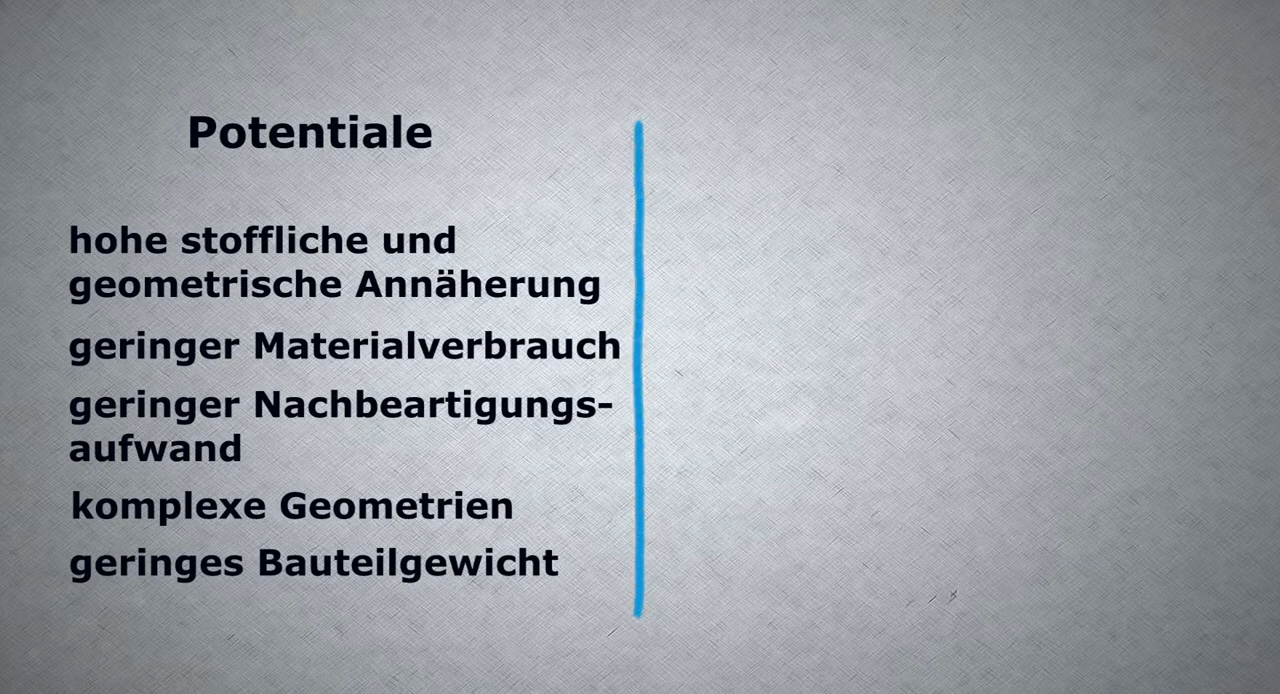 Potentiale
hohe stoffliche und
geometrische Annäherung
geringer Materialverbrauch
geringer Nachbeartigungs-
aufwand
komplexe Geometrien
geringes Bauteilgewicht